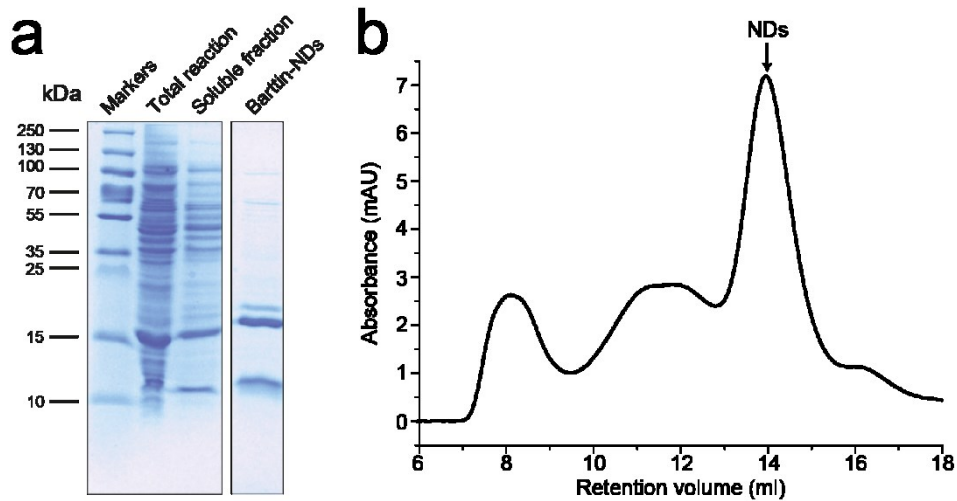 a
kDa
Markers
Total reaction
Soluble fraction
Barttin-NDs
250
130
100
70
55
35
25
15
10
b
NDs
Absorbance (mAU)
7
6
5
4
3
2
1
0
6 8 10 12 14 16 18
Retention volume (ml)